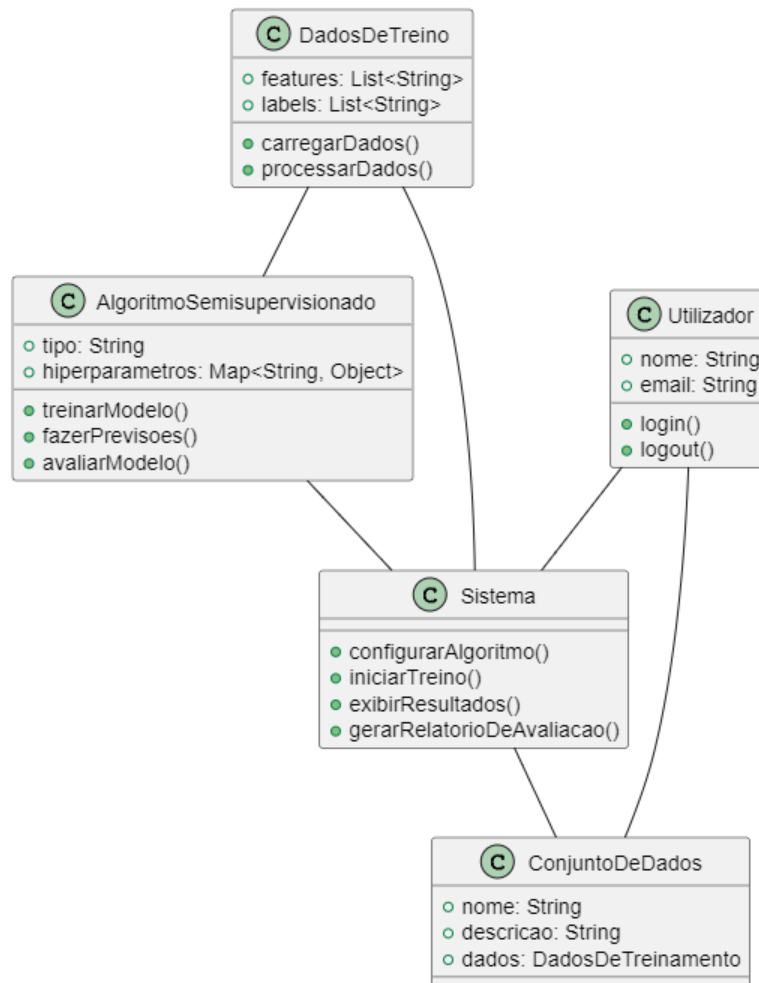 C DadosDeTreino
features: List<String>
labels: List<String>
carregarDados()
processarDados()
C AlgoritmoSemisupervisionado
tipo: String
hiperparametros: Map<String, Object>
treinarModelo()
fazerPrevisoes()
avaliarModelo()
C Utilizador
nome: String
email: String
login()
logout()
C Sistema
configurarAlgoritmo()
iniciarTreino()
exibirResultados()
gerarRelatorioDeAvaliacao()
C ConjuntoDeDados
nome: String
descricao: String
dados: DadosDeTreinamento